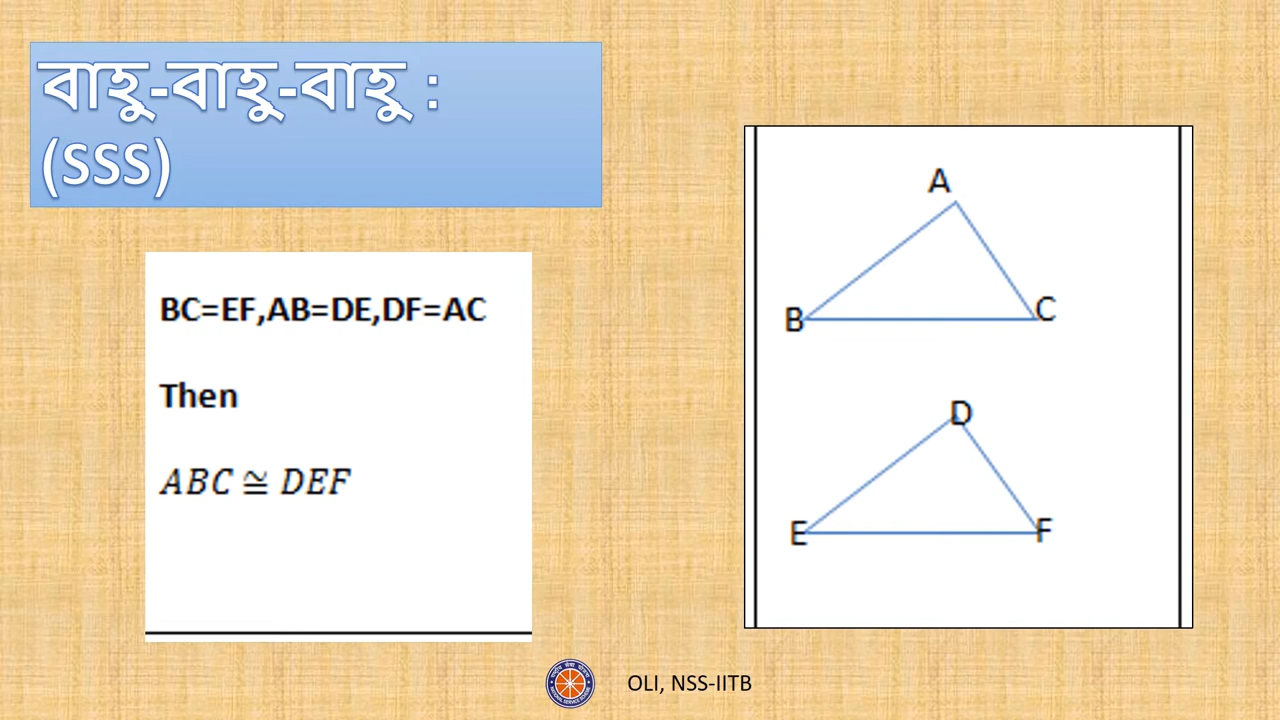 বাহু-বাহু-বাহু :
(SSS)
BC=EF,AB=DE,DF=AC
Then
ABC ≅ DEF
A
B
C
D
E
F
OLI, NSS-IITB